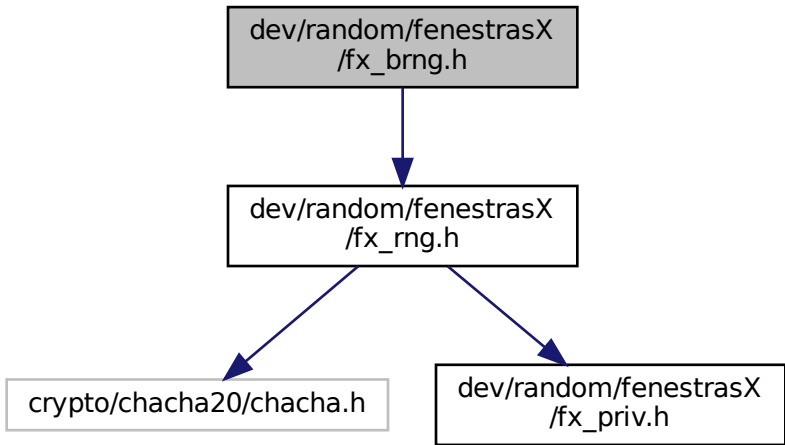 dev/random/fenestrasX
/fx_brng.h
dev/random/fenestrasX
/fx_rng.h
crypto/chacha20/chacha.h
dev/random/fenestrasX
/fx_priv.h